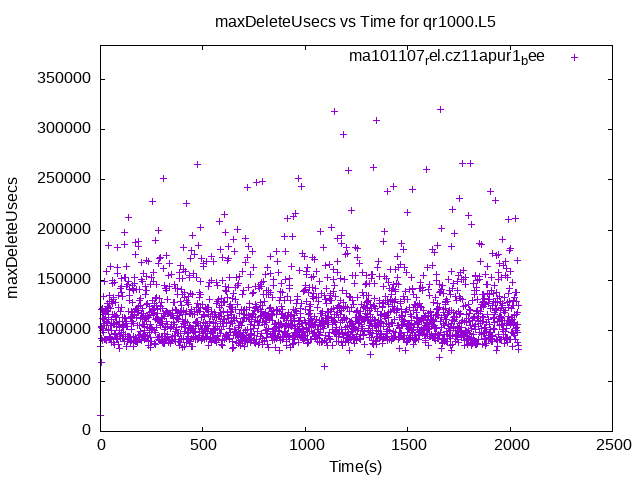 maxDeleteUsecs vs Time for qr1000.L5
ma101107_rel.cz11apur1_bee
350000
300000
250000
200000
150000
100000
50000
0
maxDeleteUsecs
0 500 1000 1500 2000 2500
Time(s)